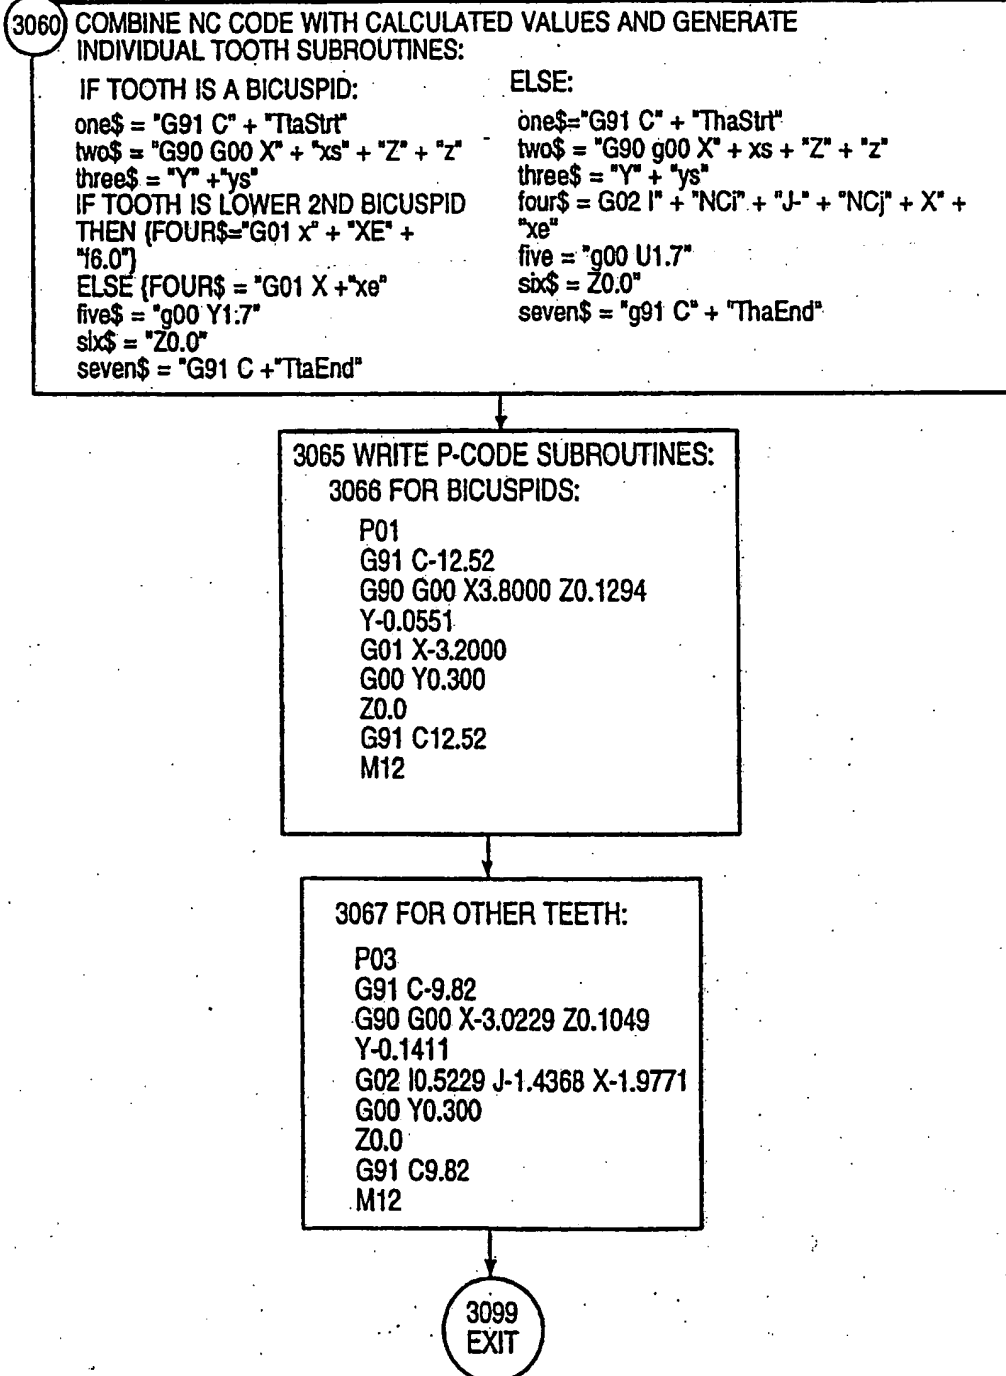 3060 COMBINE NC CODE WITH CALCULATED VALUES AND GENERATE
INDIVIDUAL TOOTH SUBROUTINES:
IF TOOTH IS A BICUSPID:
one$ = "G91 C" + "TtaStrt"
two$ = "G90 G00 X" + "xs" + "Z" + "z"
three$ = "Y" +"ys"
IF TOOTH IS LOWER 2ND BICUSPID
THEN {FOUR$="G01 x" + "XE" +
"f6.0"}
ELSE {FOUR$ = "G01 X +"xe"
five$ = "g00 Y1:7"
six$ = "Z0.0"
seven$ = "G91 C +"TtaEnd"
ELSE:
one$="G91 C" + "ThaStrt"
two$ = "G90 g00 X" + xs + "Z" + "z"
three$ = "Y" + "ys"
four$ = G02 I" + "NCi" + "J-" + "NCj" + X" +
"xe"
five = "g00 U1.7"
six$ = Z0.0"
seven$ = "g91 C" + "ThaEnd"
3065 WRITE P-CODE SUBROUTINES:
3066 FOR BICUSPIDS:
P01
G91 C-12.52
G90 G00 X3.8000 Z0.1294
Y-0.0551
G01 X-3.2000
G00 Y0.300
Z0.0
G91 C12.52
M12
3067 FOR OTHER TEETH:
P03
G91 C-9.82
G90 G00 X-3.0229 Z0.1049
Y-0.1411
G02 I0.5229 J-1.4368 X-1.9771
G00 Y0.300
Z0.0
G91 C9.82
M12
3099
EXIT